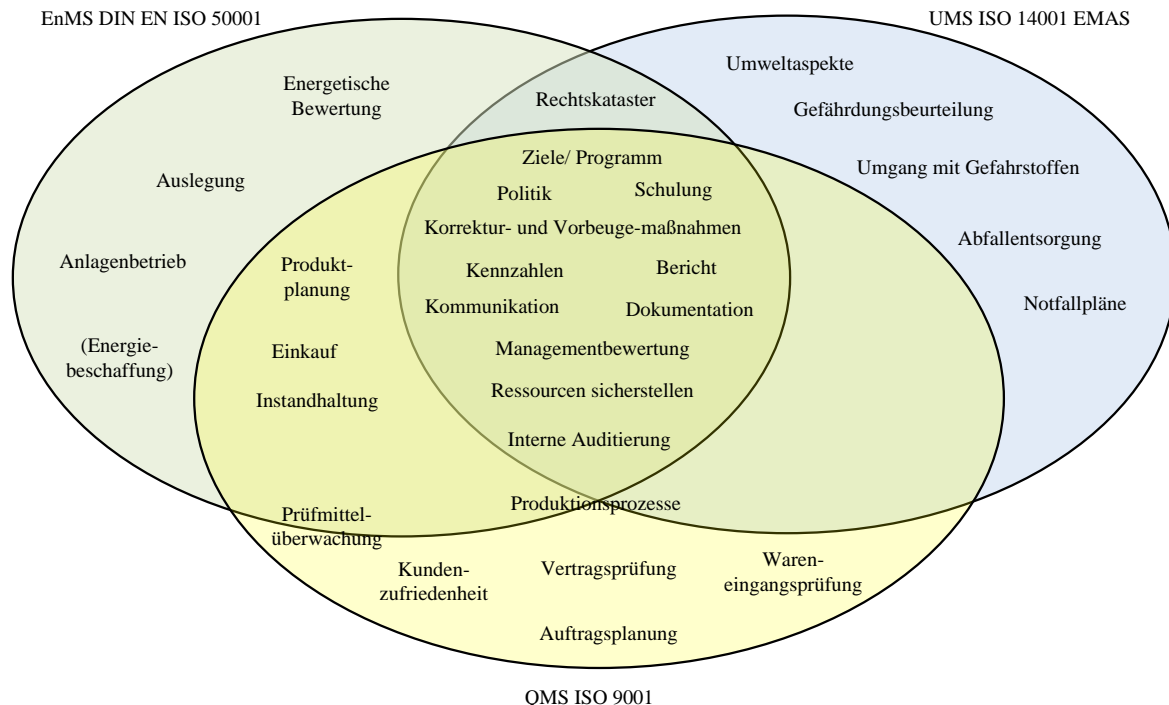 EnMS DIN EN ISO 50001
UMS ISO 14001 EMAS
Energetische
Bewertung
Rechtskataster
Umweltaspekte
Gefährdungsbeurteilung
Auslegung
Ziele/ Programm
Politik
Schulung
Umgang mit Gefahrstoffen
Korrektur- und Vorbeuge-maßnahmen
Anlagenbetrieb
Produkt-
planung
Kennzahlen
Bericht
Abfallentsorgung
Kommunikation
Dokumentation
Notfallpläne
(Energie-
beschaffung)
Einkauf
Managementbewertung
Instandhaltung
Ressourcen sicherstellen
Interne Auditierung
Prüfmittel-
überwachung
Produktionsprozesse
Kunden-
zufriedenheit
Vertragsprüfung
Waren-
eingangsprüfung
Auftragsplanung
QMS ISO 9001